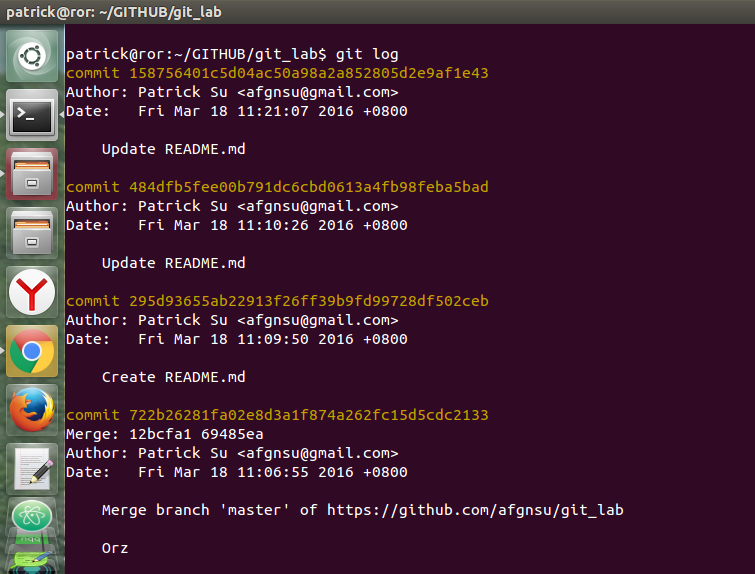 patrick@ror: ~/GITHUB/git_lab
patrick@ror:~/GITHUB/git_lab$ git log
commit 158756401c5d04ac50a98a2a852805d2e9af1e43
Author: Patrick Su <afgnsu@gmail.com>
Date:   Fri Mar 18 11:21:07 2016 +0800
Update README.md
commit 484dfb5fee00b791dc6cbd0613a4fb98feba5bad
Author: Patrick Su <afgnsu@gmail.com>
Date:   Fri Mar 18 11:10:26 2016 +0800
Update README.md
commit 295d93655ab22913f26ff39b9fd99728df502ceb
Author: Patrick Su <afgnsu@gmail.com>
Date:   Fri Mar 18 11:09:50 2016 +0800
Create README.md
commit 722b26281fa02e8d3a1f874a262fc15d5cdc2133
Merge: 12bcfa1 69485ea
Author: Patrick Su <afgnsu@gmail.com>
Date:   Fri Mar 18 11:06:55 2016 +0800
Merge branch 'master' of https://github.com/afgnsu/git_lab
Orz